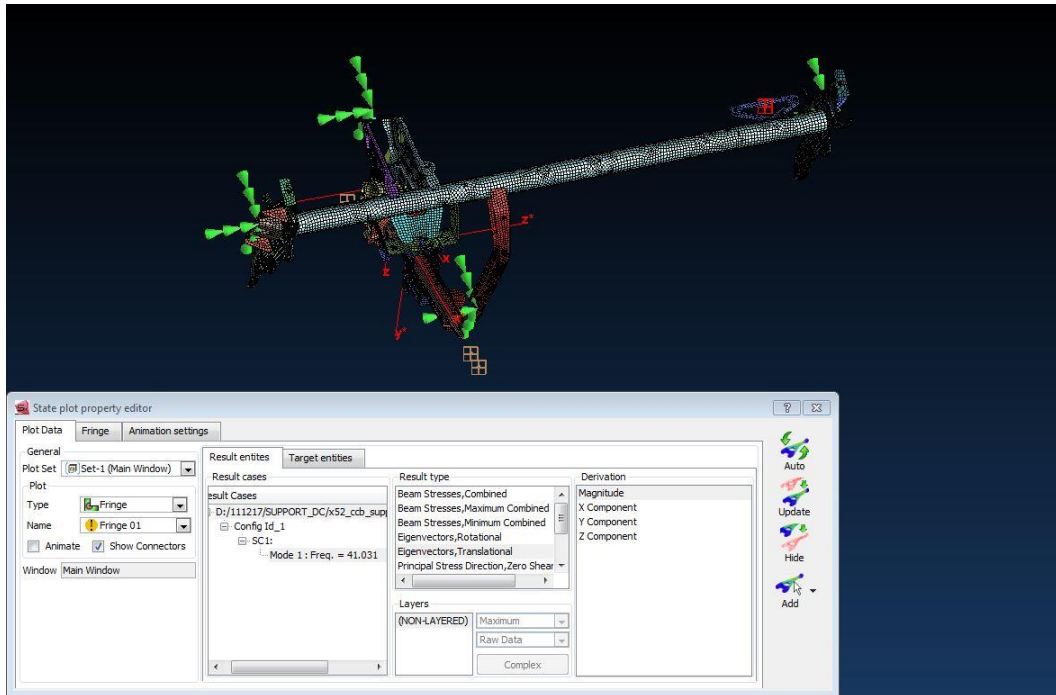 z*
x
z
y*
State plot property editor
Plot Data
Fringe
Animation settings
General
Plot Set
Set-1 (Main Window)
Plot
Type
Fringe
Name
Fringe 01
Animate
Show Connectors
Window
Main Window
Result entites
Target entities
Result cases
esult Cases
D:/111217/SUPPORT_DC/x52_ccb_supp
Config Id_1
SC1:
Mode 1 : Freq. = 41.031
Result type
Beam Stresses,Combined
Beam Stresses,Maximum Combined
Beam Stresses,Minimum Combined
Eigenvectors,Rotational
Eigenvectors,Translational
Principal Stress Direction,Zero Shear
Layers
(NON-LAYERED)
Maximum
Raw Data
Complex
Derivation
Magnitude
X Component
Y Component
Z Component
Auto
Update
Hide
Add